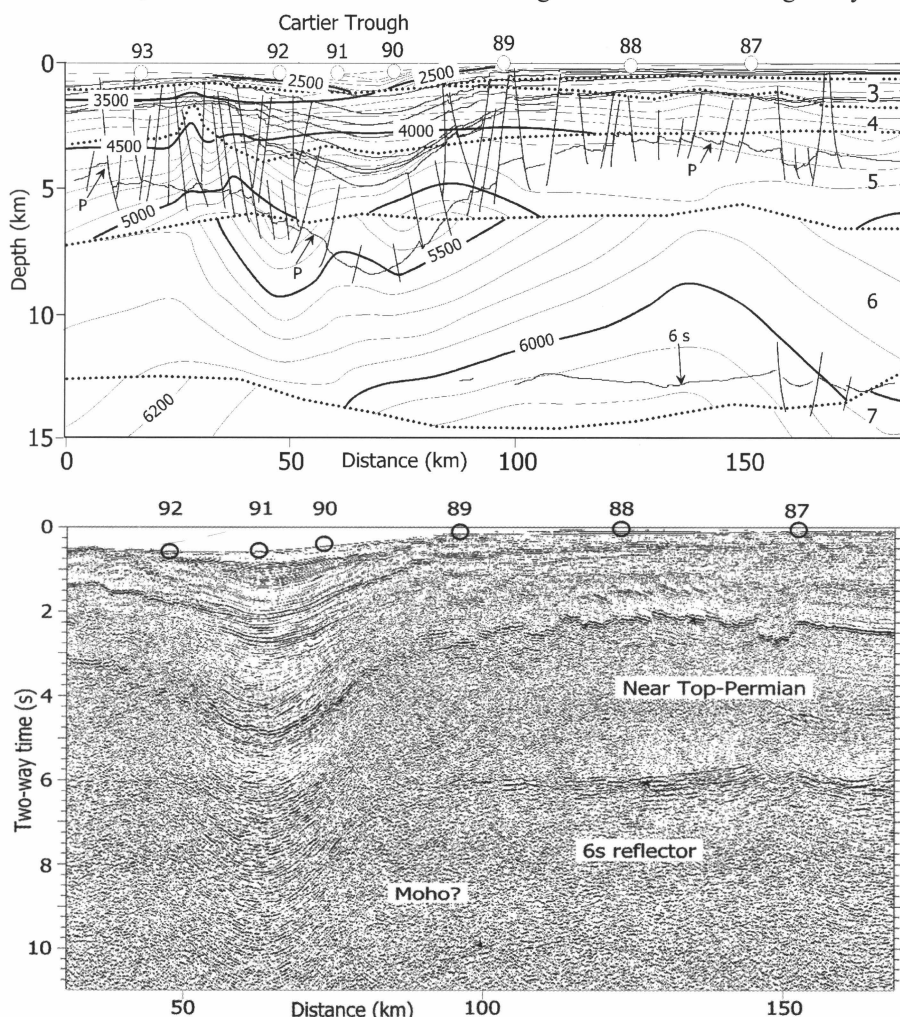 Cartier Trough
93 92 91 90 89 88 87
0
2500 2500
3
3500
4
4000
4500
P P
5
5
5000
5500
P
Depth (km)
10
6
6000 6 s
6200
7
15
0 50 Distance (km) 100 150
92 91 90 89 88 87
0
2
Near Top-Permian
4
Two-way time (s)
6
6s reflector
8
Moho?
10
50 Distance (km) 100 150